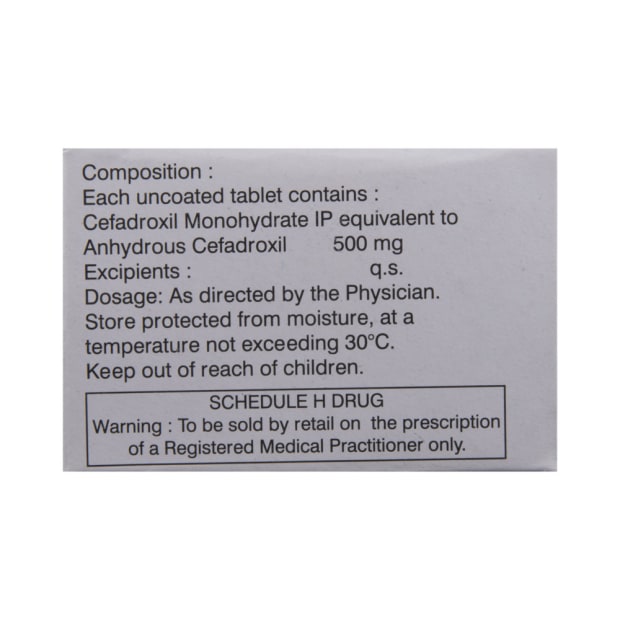 Composition :
Each uncoated tablet contains :
Cefadroxil Monohydrate IP equivalent to
Anhydrous Cefadroxil 500 mg
Excipients : q.s.
Dosage: As directed by the Physician.
Store protected from moisture, at a
temperature not exceeding 30°C.
Keep out of reach of children.
SCHEDULE H DRUG
Warning : To be sold by retail on the prescription
of a Registered Medical Practitioner only.